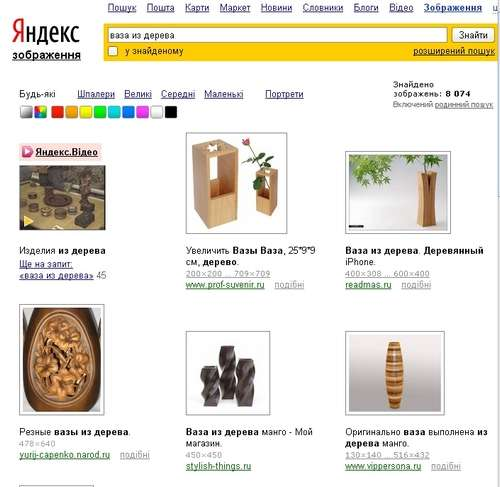 Пошук Пошта Карти Маркет Новини Словники Блоги Відео Зображення
Яндекс
зображення
ваза из дерева
Знайти
у знайденому
розширений пошук
Будь-які Шпалери Великі Середні Маленькі Портрети
Знайдено
зображень: 8 074
Включений родинний пошук
Яндекс.Відео
Изделия из дерева
Ще на запит:
«ваза из дерева» 45
Увеличить Вазы Ваза, 25*9*9
см, дерево.
200×200 ... 709×709
www.prof-suvenir.ru подібні
Ваза из дерева. Деревянный
iPhone.
400×308 ... 600×400
readmas.ru подібні
Резные вазы из дерева.
478×640
yurij-capenko.narod.ru подібні
Ваза из дерева манго - Мой
магазин.
450×450
stylish-things.ru подібні
Оригинально ваза выполнена из
дерева манго.
130×140 ... 516×432
www.vippersona.ru подібні